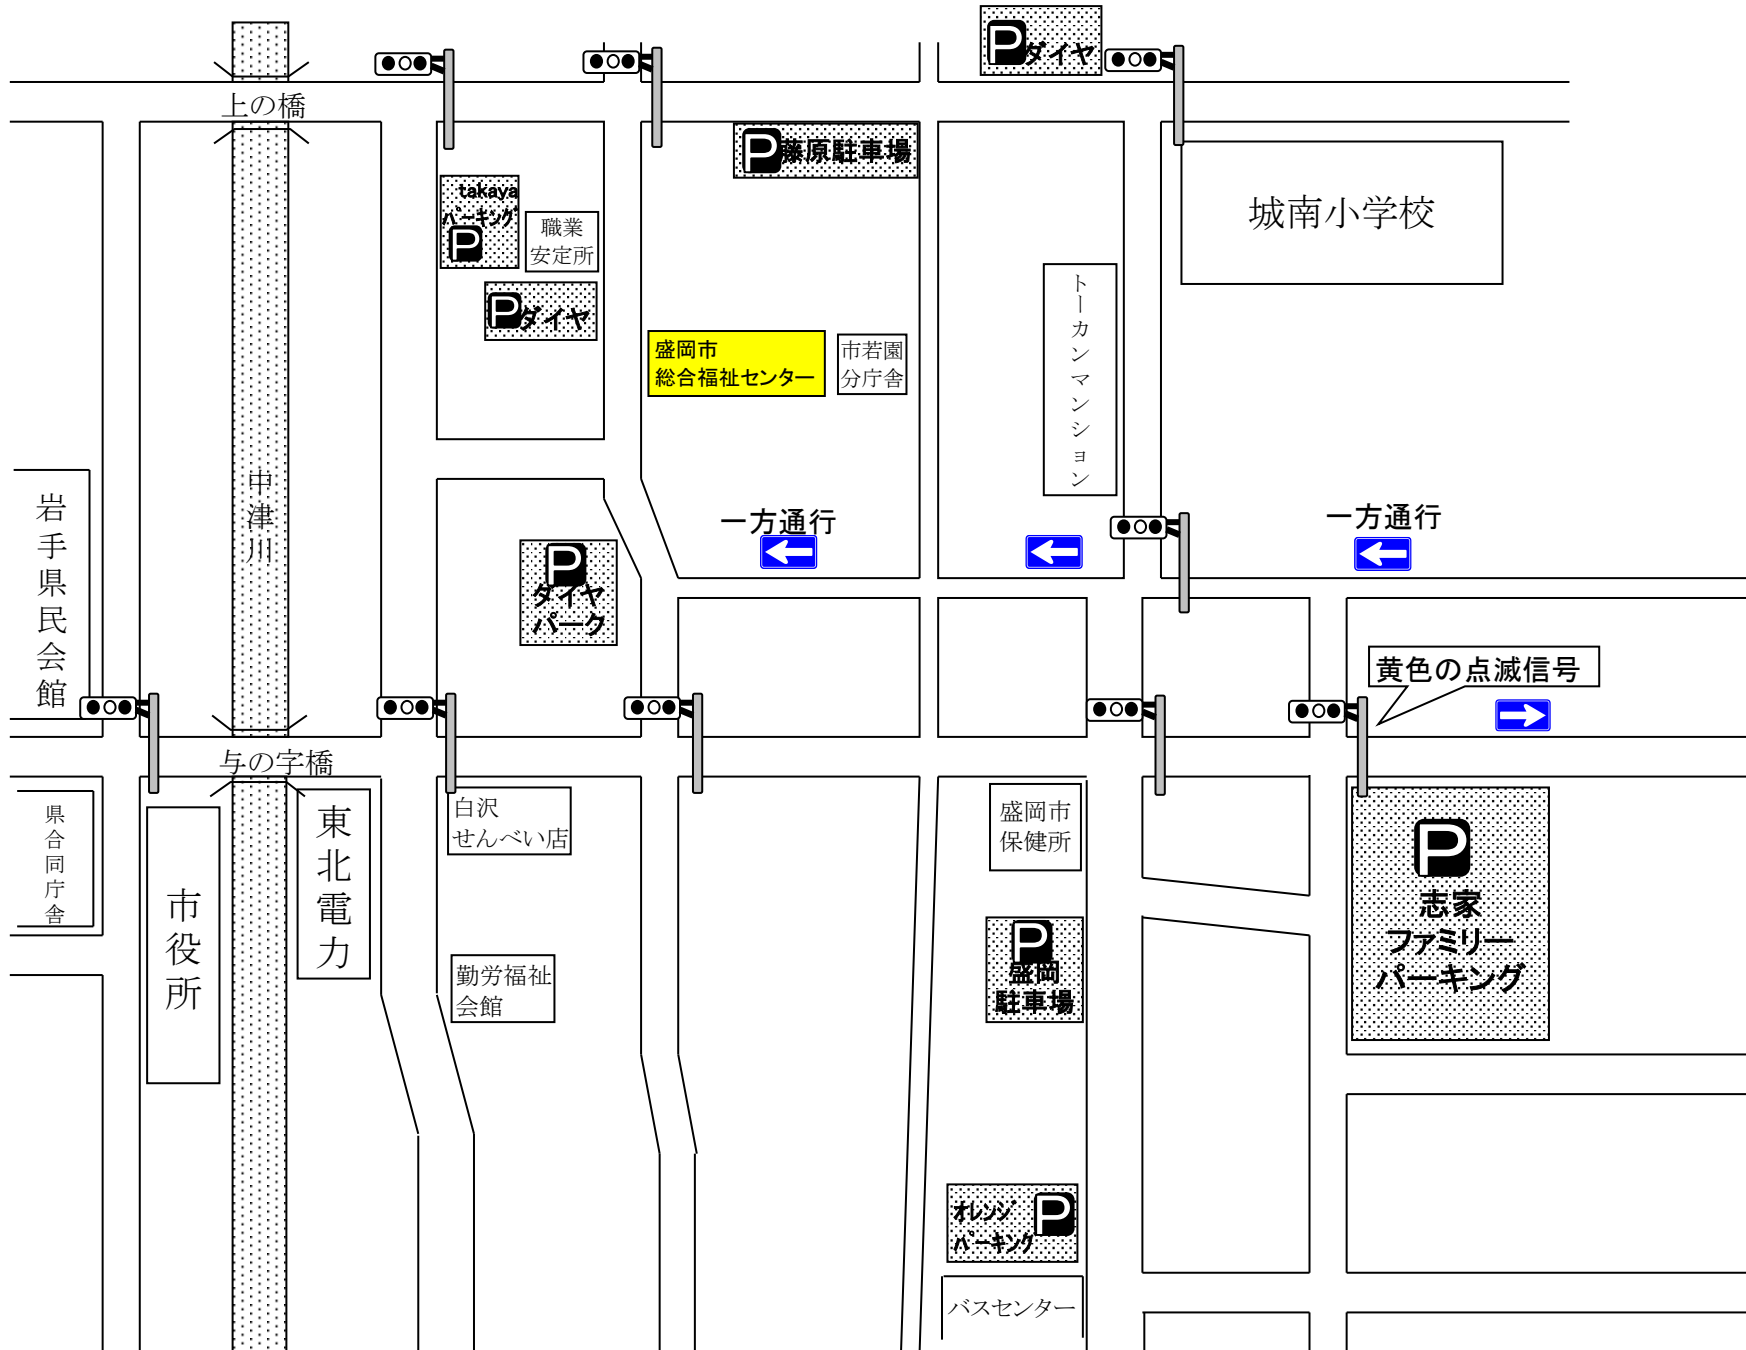 P
ダイヤ
上の橋
P
藤原駐車場
takaya
パーキング
P
職業
安定所
城南小学校
P
ダイヤ
トーカンマンション
盛岡市
総合福祉センター
市若園
分庁舎
中津川
岩手県民会館
一方通行
一方通行
P
ダイヤ
パーク
黄色の点滅信号
与の字橋
県合同庁舎
市役所
東北電力
白沢
せんべい店
盛岡市
保健所
P
志家
ファミリー
パーキング
勤労福祉
会館
P
盛岡
駐車場
オレンジ
パーキング
P
バスセンター